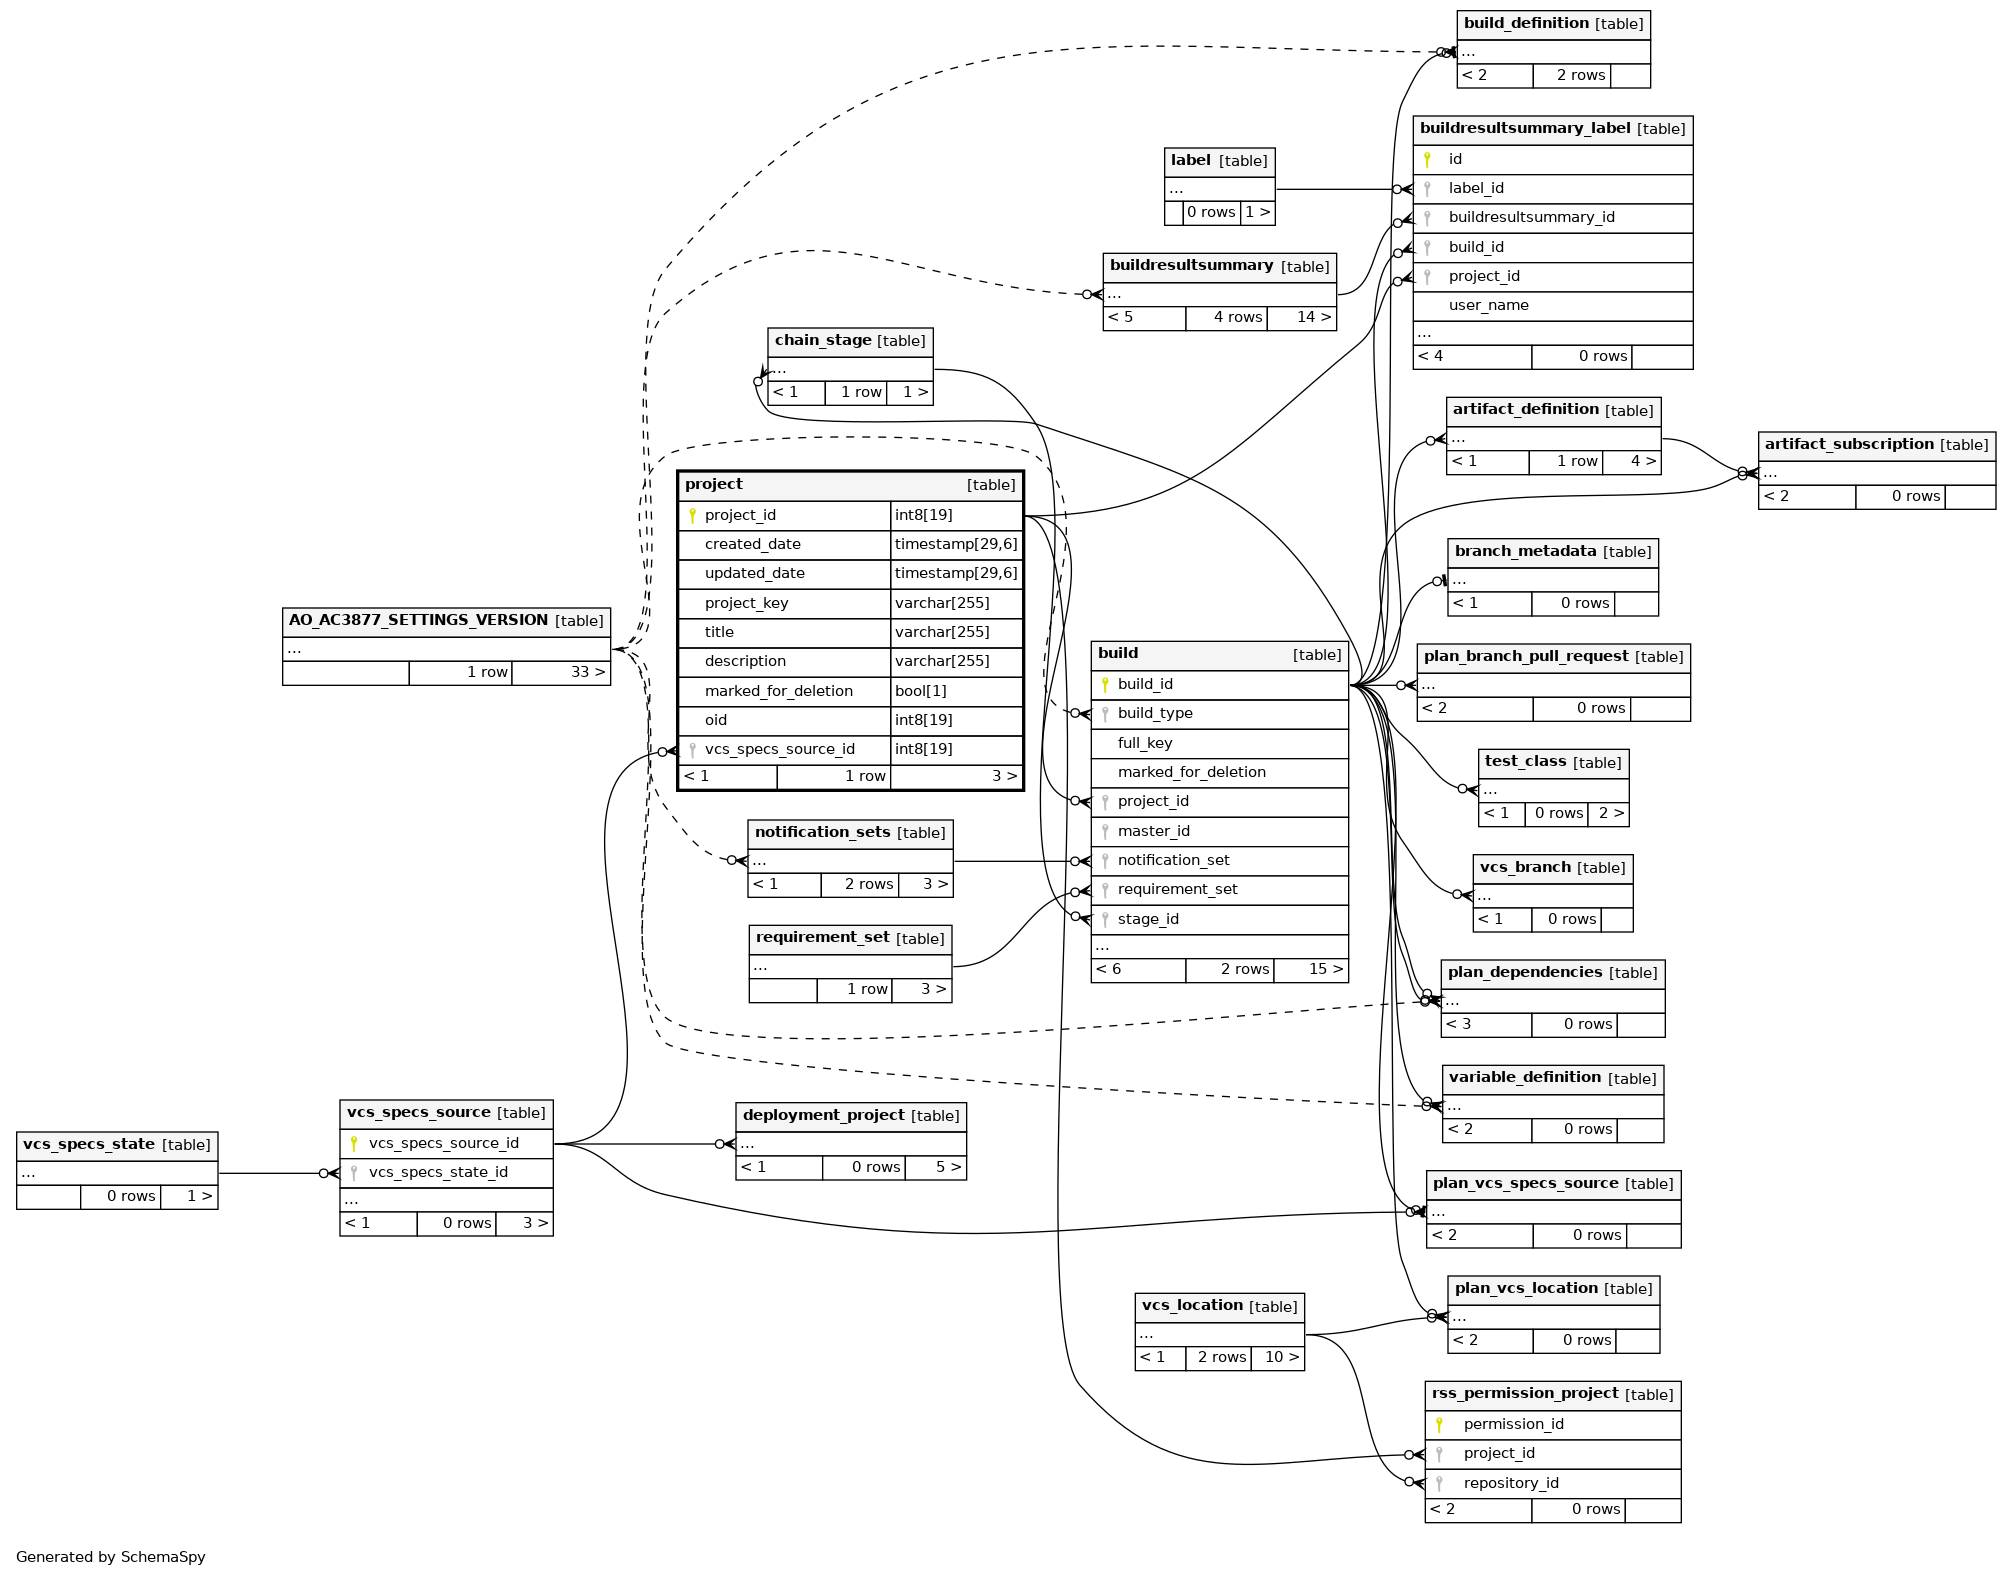 build_definition [table]
...
< 2 2 rows
buildresultsummary_label [table]
id
label_id
buildresultsummary_id
build_id
project_id
user_name
...
< 4 0 rows
label [table]
...
0 rows 1 >
buildresultsummary [table]
...
< 5 4 rows 14 >
chain_stage [table]
...
< 1 1 row 1 >
artifact_definition [table]
...
< 1 1 row 4 >
artifact_subscription [table]
...
< 2 0 rows
project [table]
project_id int8[19]
created_date timestamp[29,6]
updated_date timestamp[29,6]
project_key varchar[255]
title varchar[255]
description varchar[255]
marked_for_deletion bool[1]
oid int8[19]
vcs_specs_source_id int8[19]
< 1 1 row 3 >
branch_metadata [table]
...
< 1 0 rows
AO_AC3877_SETTINGS_VERSION [table]
...
1 row 33 >
build [table]
build_id
build_type
full_key
marked_for_deletion
project_id
master_id
notification_set
requirement_set
stage_id
...
< 6 2 rows 15 >
plan_branch_pull_request [table]
...
< 2 0 rows
test_class [table]
...
< 1 0 rows 2 >
notification_sets [table]
...
< 1 2 rows 3 >
vcs_branch [table]
...
< 1 0 rows
requirement_set [table]
...
1 row 3 >
plan_dependencies [table]
...
< 3 0 rows
variable_definition [table]
...
< 2 0 rows
vcs_specs_state [table]
...
0 rows 1 >
vcs_specs_source [table]
vcs_specs_source_id
vcs_specs_state_id
...
< 1 0 rows 3 >
deployment_project [table]
...
< 1 0 rows 5 >
plan_vcs_specs_source [table]
...
< 2 0 rows
vcs_location [table]
...
< 1 2 rows 10 >
plan_vcs_location [table]
...
< 2 0 rows
rss_permission_project [table]
permission_id
project_id
repository_id
< 2 0 rows
Generated by SchemaSpy